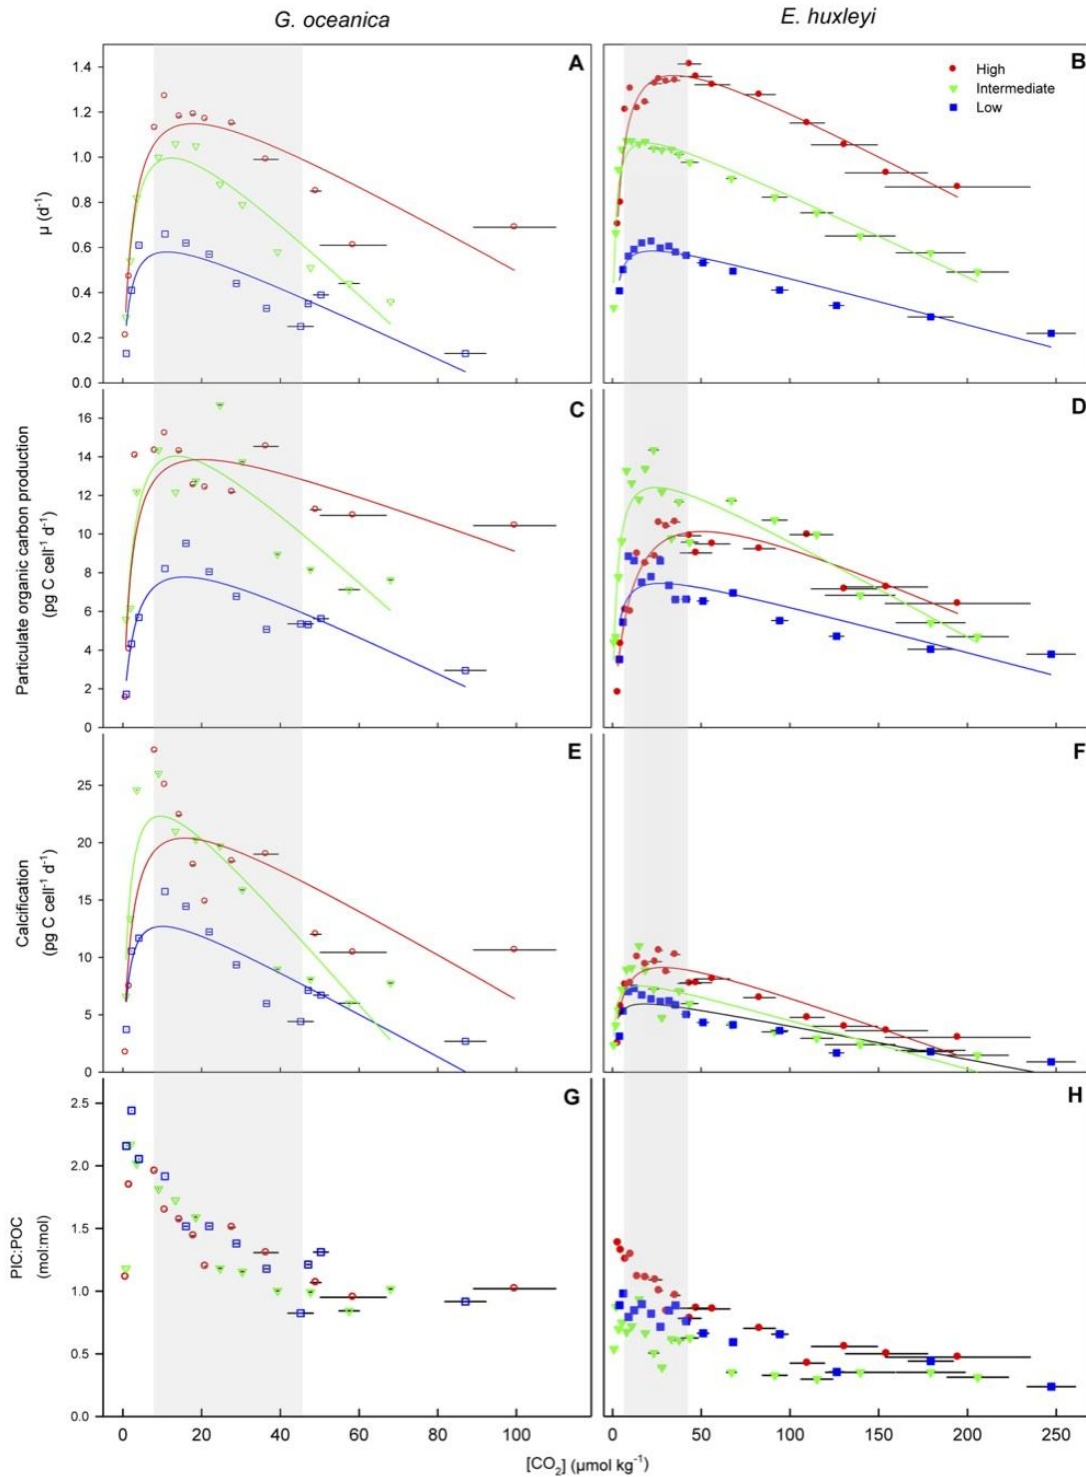 G. oceanica
E. huxleyi
A
B
High
Intermediate
Low
1.4
1.2
1.0
0.8
0.6
0.4
0.2
0.0
μ (d⁻¹)
C
D
16
14
12
10
8
6
4
2
0
Particulate organic carbon production
(pg C cell⁻¹ d⁻¹)
E
F
25
20
15
10
5
0
Calcification
(pg C cell⁻¹ d⁻¹)
G
H
2.5
2.0
1.5
1.0
0.5
0.0
PIC:POC
(mol:mol)
0 20 40 60 80 100
0 50 100 150 200 250
[CO₂] (μmol kg⁻¹)